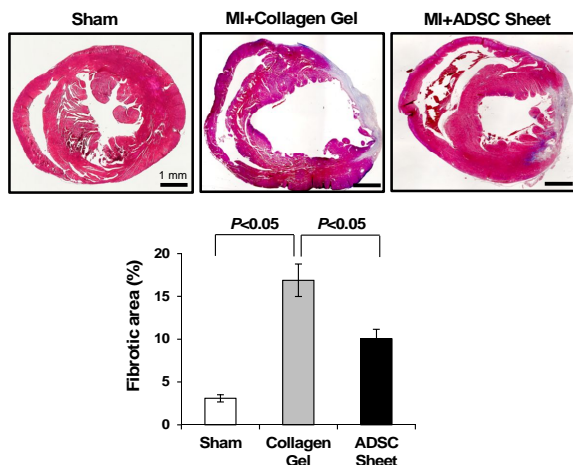 Sham
MI+Collagen Gel
MI+ADSC Sheet
1 mm
P<0.05
P<0.05
Fibrotic area (%)
20
15
10
5
0
Sham
Collagen
Gel
ADSC
Sheet